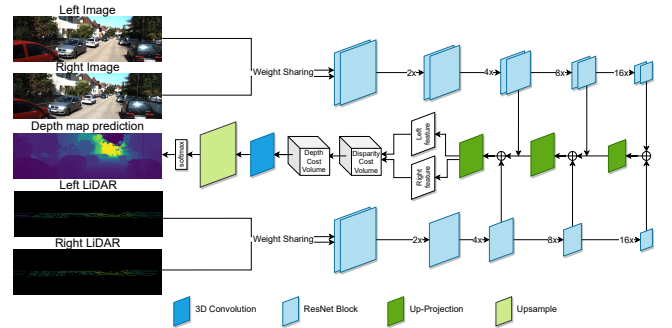 Left Image
Right Image
Weight Sharing
2x
4x
8x
16x
Depth map prediction
softmax
Depth
Cost
Volume
Disparity
Cost
Volume
Left
feature
Right
feature
Left LiDAR
Right LiDAR
Weight Sharing
2x
4x
8x
16x
3D Convolution
ResNet Block
Up-Projection
Upsample